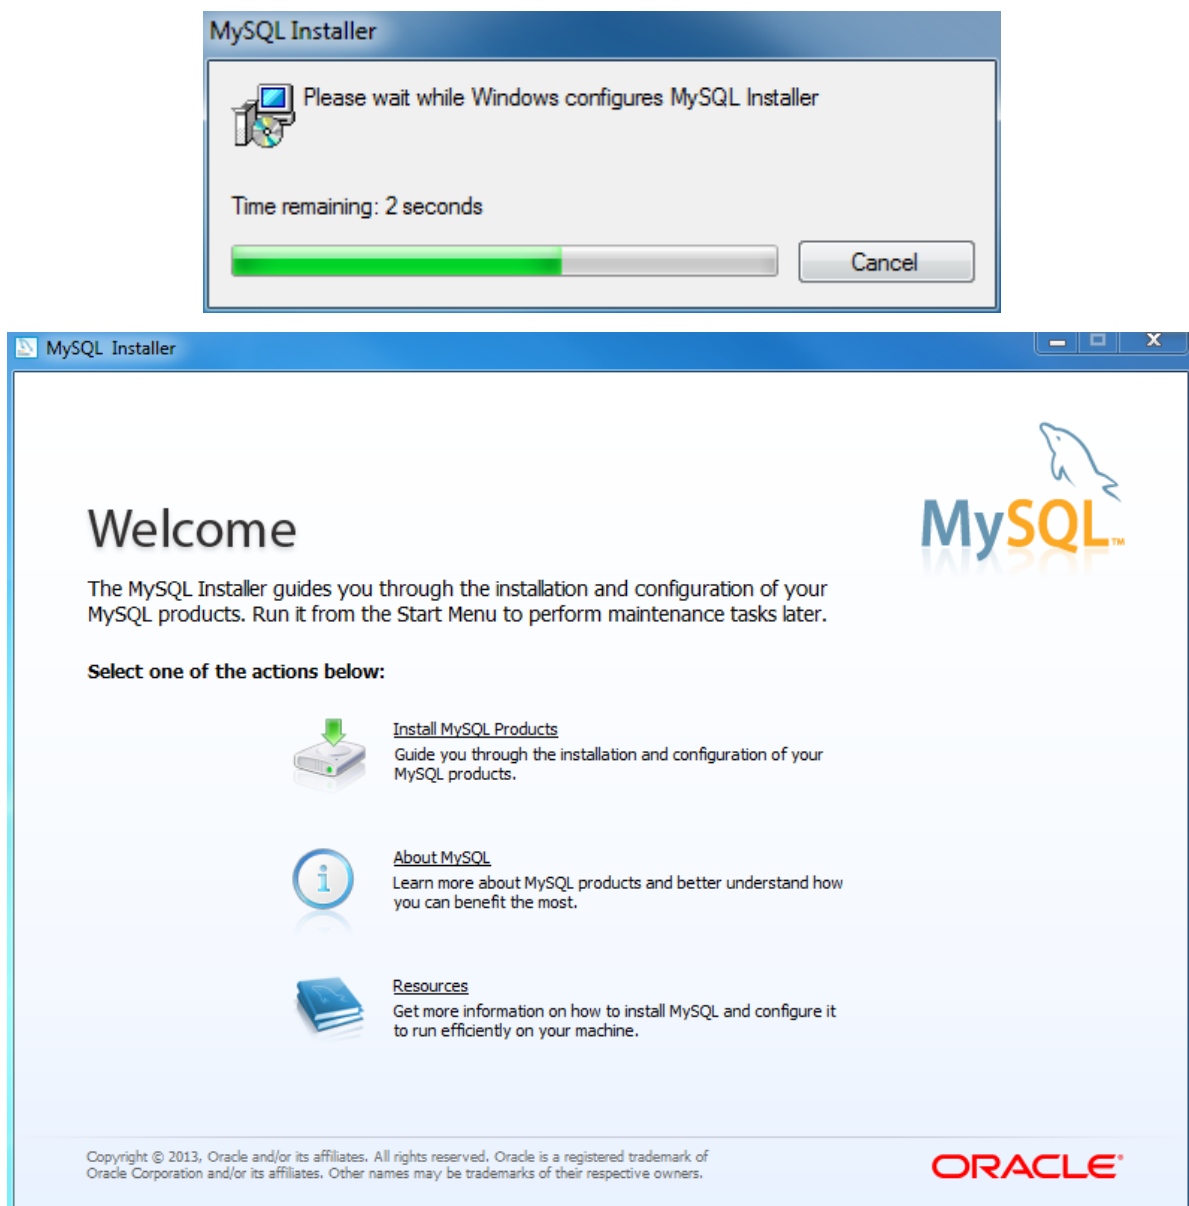 MySQL Installer
Please wait while Windows configures MySQL Installer
Time remaining: 2 seconds
Cancel
MySQL Installer
X
MySQL™
Welcome
The MySQL Installer guides you through the installation and configuration of your
MySQL products. Run it from the Start Menu to perform maintenance tasks later.
Select one of the actions below:
Install MySQL Products
Guide you through the installation and configuration of your
MySQL products.
About MySQL
Learn more about MySQL products and better understand how
you can benefit the most.
Resources
Get more information on how to install MySQL and configure it
to run efficiently on your machine.
Copyright © 2013, Oracle and/or its affiliates. All rights reserved. Oracle is a registered trademark of
Oracle Corporation and/or its affiliates. Other names may be trademarks of their respective owners.
ORACLE®